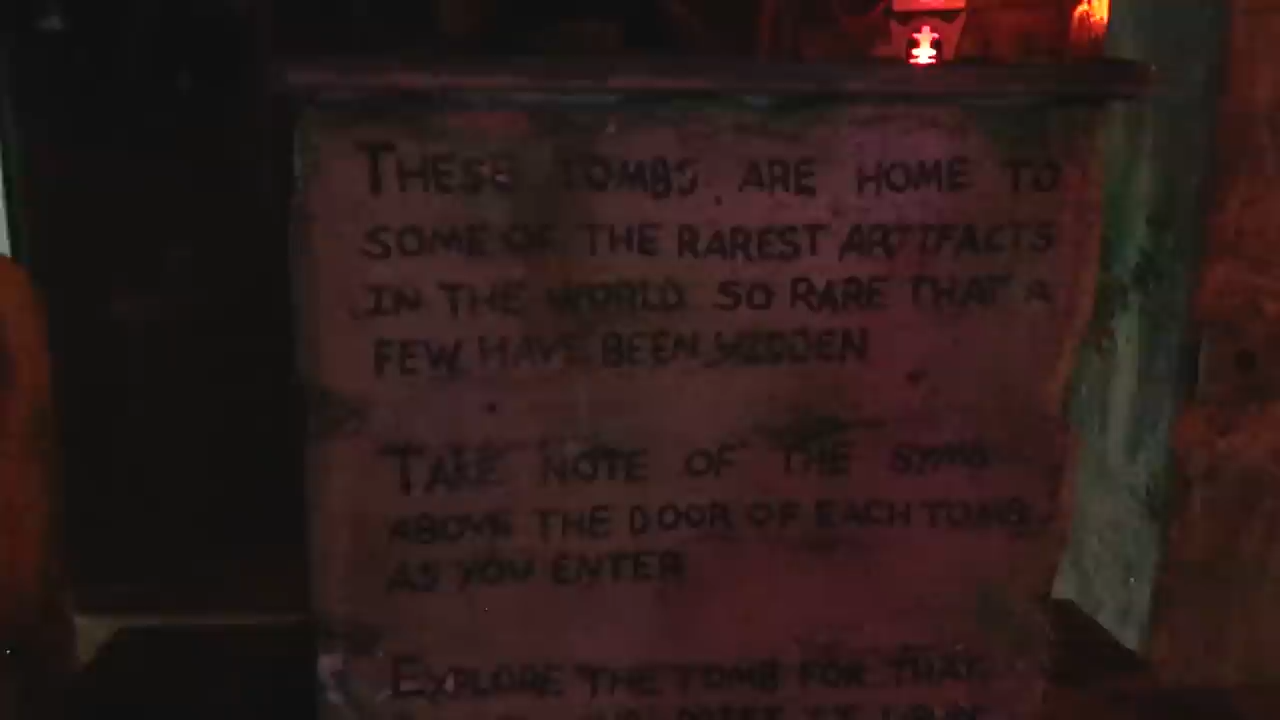 THESE TOMBS ARE HOME TO
SOME OF THE RAREST ARTIFACTS
IN THE WORLD SO RARE THAT A
FEW HAVE BEEN HIDDEN
TAKE NOTE OF THE
ABOVE THE DOOR OF EACH TOMB
AS YOU ENTER
EXPLORE THE TOMB FOR THAT